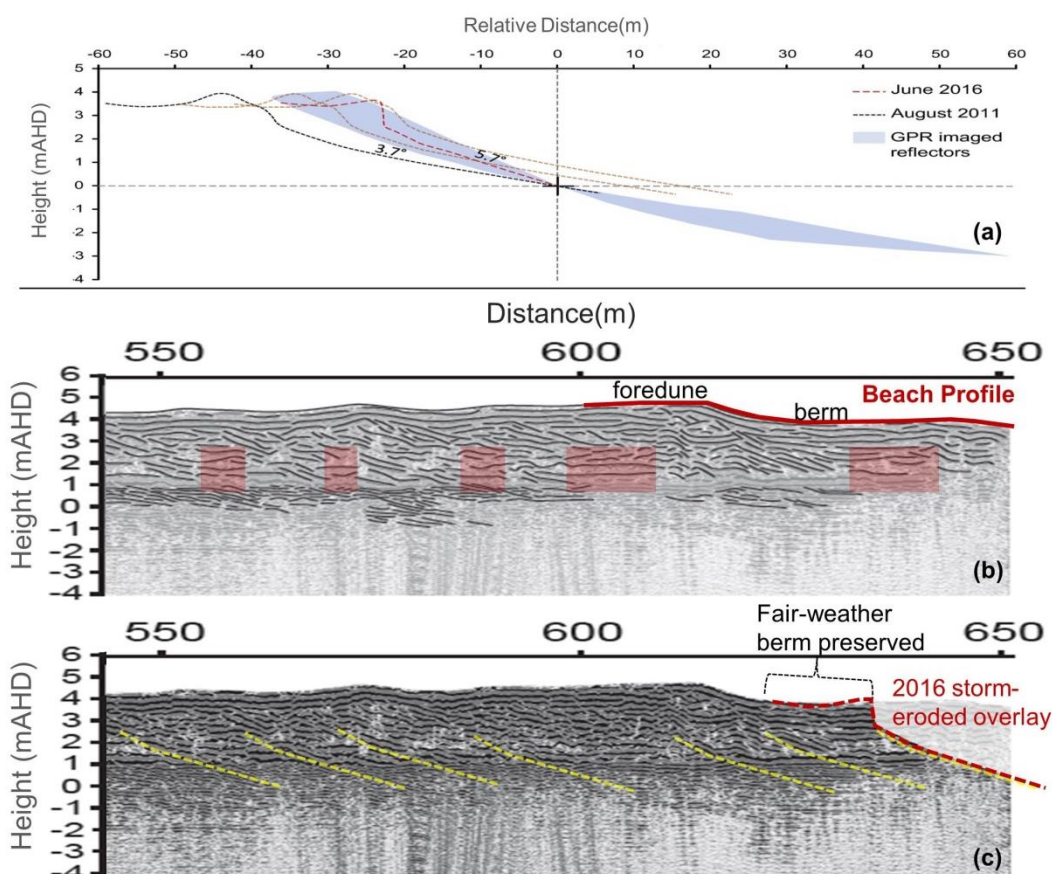 Relative Distance(m)
-60 -50 -40 -30 -20 -10 0 10 20 30 40 50 60
Height (mAHD)
5
4
3
2
1
0
-1
-2
-3
-4
June 2016
August 2011
GPR imaged
reflectors
3.7°
5.7°
(a)
Distance(m)
550 600 650
Height (mAHD)
6
5
4
3
2
1
0
-1
-2
-3
-4
foredune
berm
Beach Profile
(b)
550 600 650
Fair-weather
berm preserved
2016 storm-
eroded overlay
Height (mAHD)
6
5
4
3
2
1
0
-1
-2
-3
-4
(c)